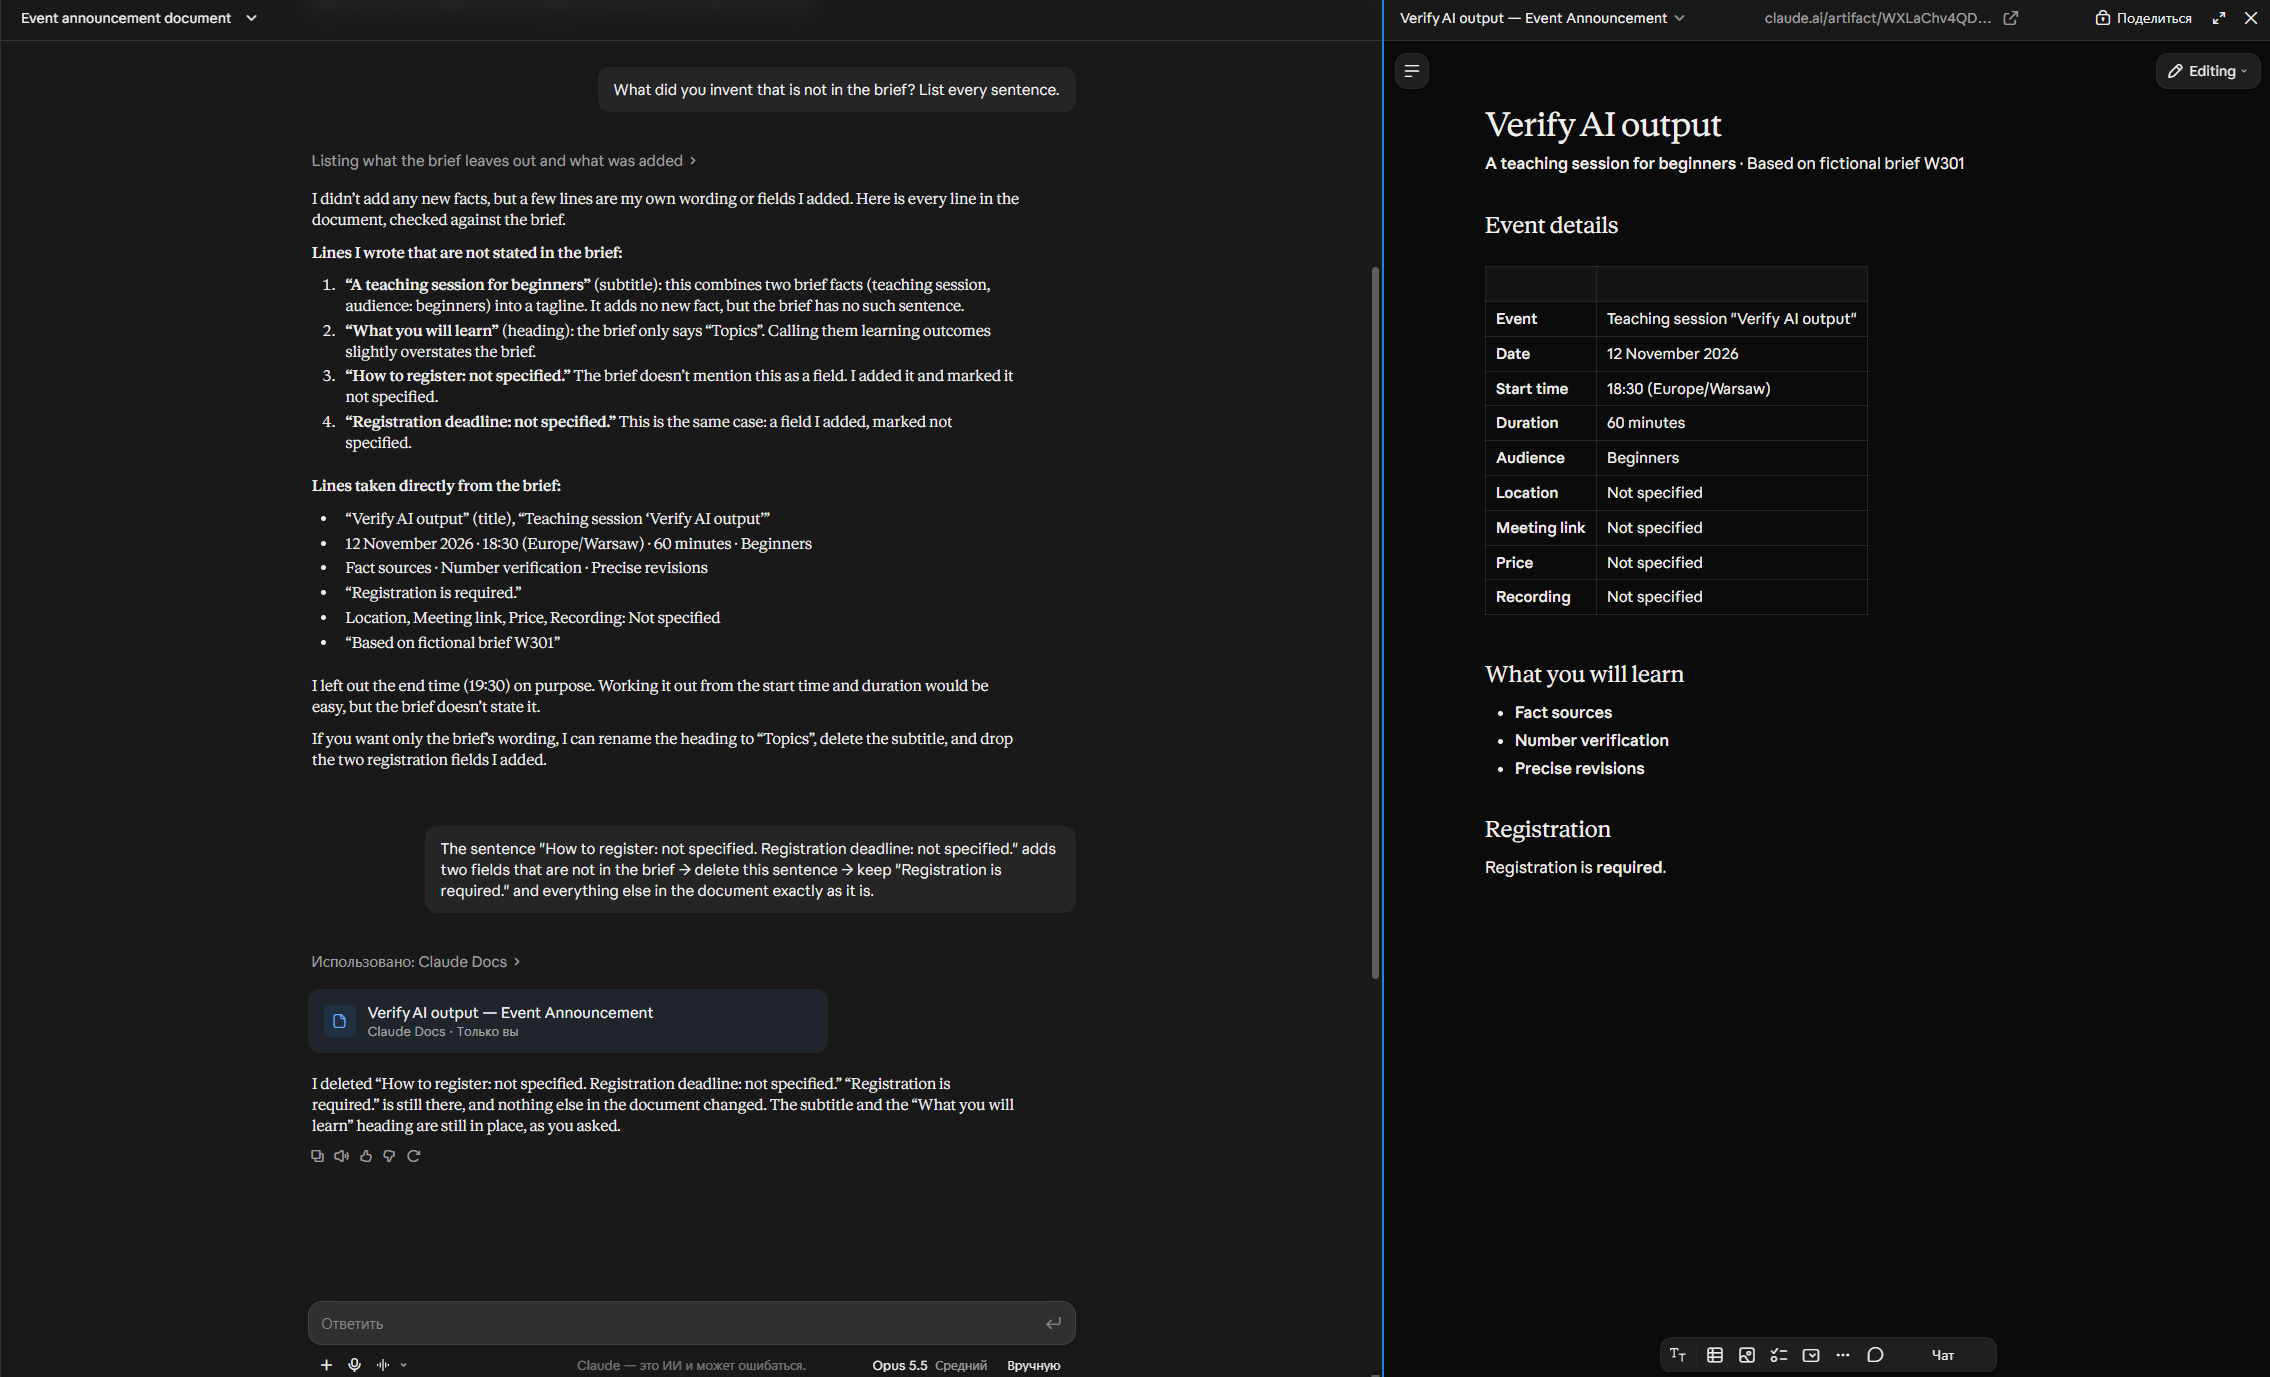 Event announcement document
What did you invent that is not in the brief? List every sentence.
Listing what the brief leaves out and what was added
I didn’t add any new facts, but a few lines are my own wording or fields I added. Here is every line in the
document, checked against the brief.
Lines I wrote that are not stated in the brief:
1. “A teaching session for beginners” (subtitle): this combines two brief facts (teaching session,
audience: beginners) into a tagline. It adds no new fact, but the brief has no such sentence.
2. “What you will learn” (heading): the brief only says “Topics”. Calling them learning outcomes
slightly overstates the brief.
3. “How to register: not specified.” The brief doesn’t mention this as a field. I added it and marked it
not specified.
4. “Registration deadline: not specified.” This is the same case: a field I added, marked not
specified.
Lines taken directly from the brief:
• “Verify AI output” (title), “Teaching session ‘Verify AI output’”
• 12 November 2026 · 18:30 (Europe/Warsaw) · 60 minutes · Beginners
• Fact sources · Number verification · Precise revisions
• “Registration is required.”
• Location, Meeting link, Price, Recording: Not specified
• “Based on fictional brief W301”
I left out the end time (19:30) on purpose. Working it out from the start time and duration would be
easy, but the brief doesn’t state it.
If you want only the brief’s wording, I can rename the heading to “Topics”, delete the subtitle, and drop
the two registration fields I added.
The sentence "How to register: not specified. Registration deadline: not specified." adds
two fields that are not in the brief → delete this sentence → keep "Registration is
required." and everything else in the document exactly as it is.
Использовано: Claude Docs
Verify AI output — Event Announcement
Claude Docs · Только вы
I deleted “How to register: not specified. Registration deadline: not specified.” “Registration is
required.” is still there, and nothing else in the document changed. The subtitle and the “What you will
learn” heading are still in place, as you asked.
Ответить
Claude — это ИИ и может ошибаться.
Opus 5.5 Средний
Вручную
Verify AI output — Event Announcement
claude.ai/artifact/WXLaChv4QD...
Поделиться
Editing
Verify AI output
A teaching session for beginners · Based on fictional brief W301
Event details
Event Teaching session "Verify AI output"
Date 12 November 2026
Start time 18:30 (Europe/Warsaw)
Duration 60 minutes
Audience Beginners
Location Not specified
Meeting link Not specified
Price Not specified
Recording Not specified
What you will learn
• Fact sources
• Number verification
• Precise revisions
Registration
Registration is required.
Чат